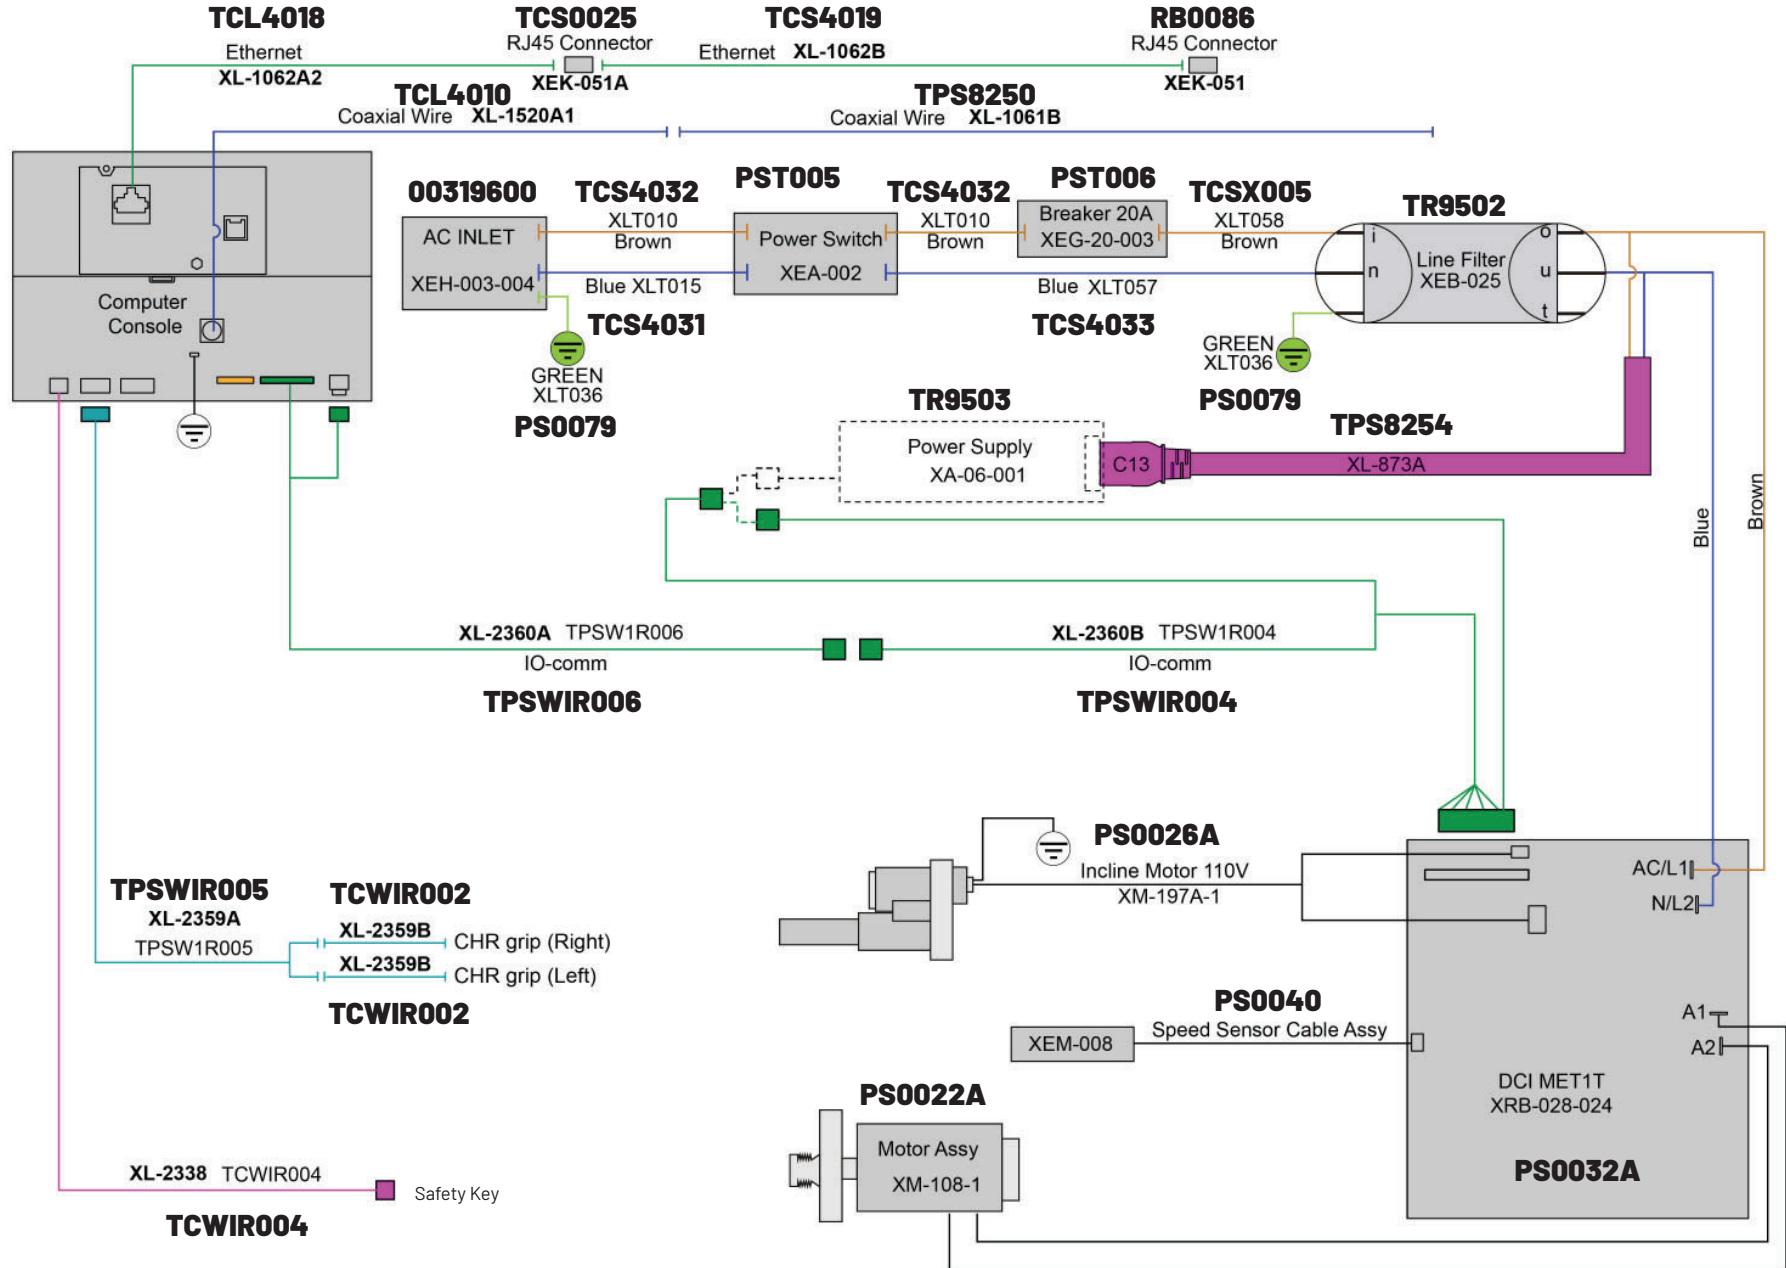 TCL4018
Ethernet
XL-1062A2
TCS0025
RJ45 Connector
XEK-051A
TCS4019
Ethernet XL-1062B
RB0086
RJ45 Connector
XEK-051
TCL4010
Coaxial Wire XL-1520A1
TPS8250
Coaxial Wire XL-1061B
Computer
Console
00319600
AC INLET
XEH-003-004
TCS4032
XLT010
Brown
Blue XLT015
TCS4031
GREEN
XLT036
PS0079
PST005
Power Switch
XEA-002
TCS4032
XLT010
Brown
PST006
Breaker 20A
XEG-20-003
TCSX005
XLT058
Brown
Blue XLT057
TCS4033
TR9502
i
n
Line Filter
XEB-025
o
u
t
GREEN
XLT036
PS0079
TR9503
Power Supply
XA-06-001
C13
TPS8254
XL-873A
Blue
Brown
XL-2360A TPSW1R006
IO-comm
TPSWIR006
XL-2360B TPSW1R004
IO-comm
TPSWIR004
TPSWIR005
XL-2359A
TPSW1R005
TCWIR002
XL-2359B CHR grip (Right)
XL-2359B CHR grip (Left)
TCWIR002
XL-2338 TCWIR004
Safety Key
TCWIR004
PS0026A
Incline Motor 110V
XM-197A-1
PS0040
Speed Sensor Cable Assy
XEM-008
PS0022A
Motor Assy
XM-108-1
AC/L1
N/L2
A1
A2
DCI MET1T
XRB-028-024
PS0032A